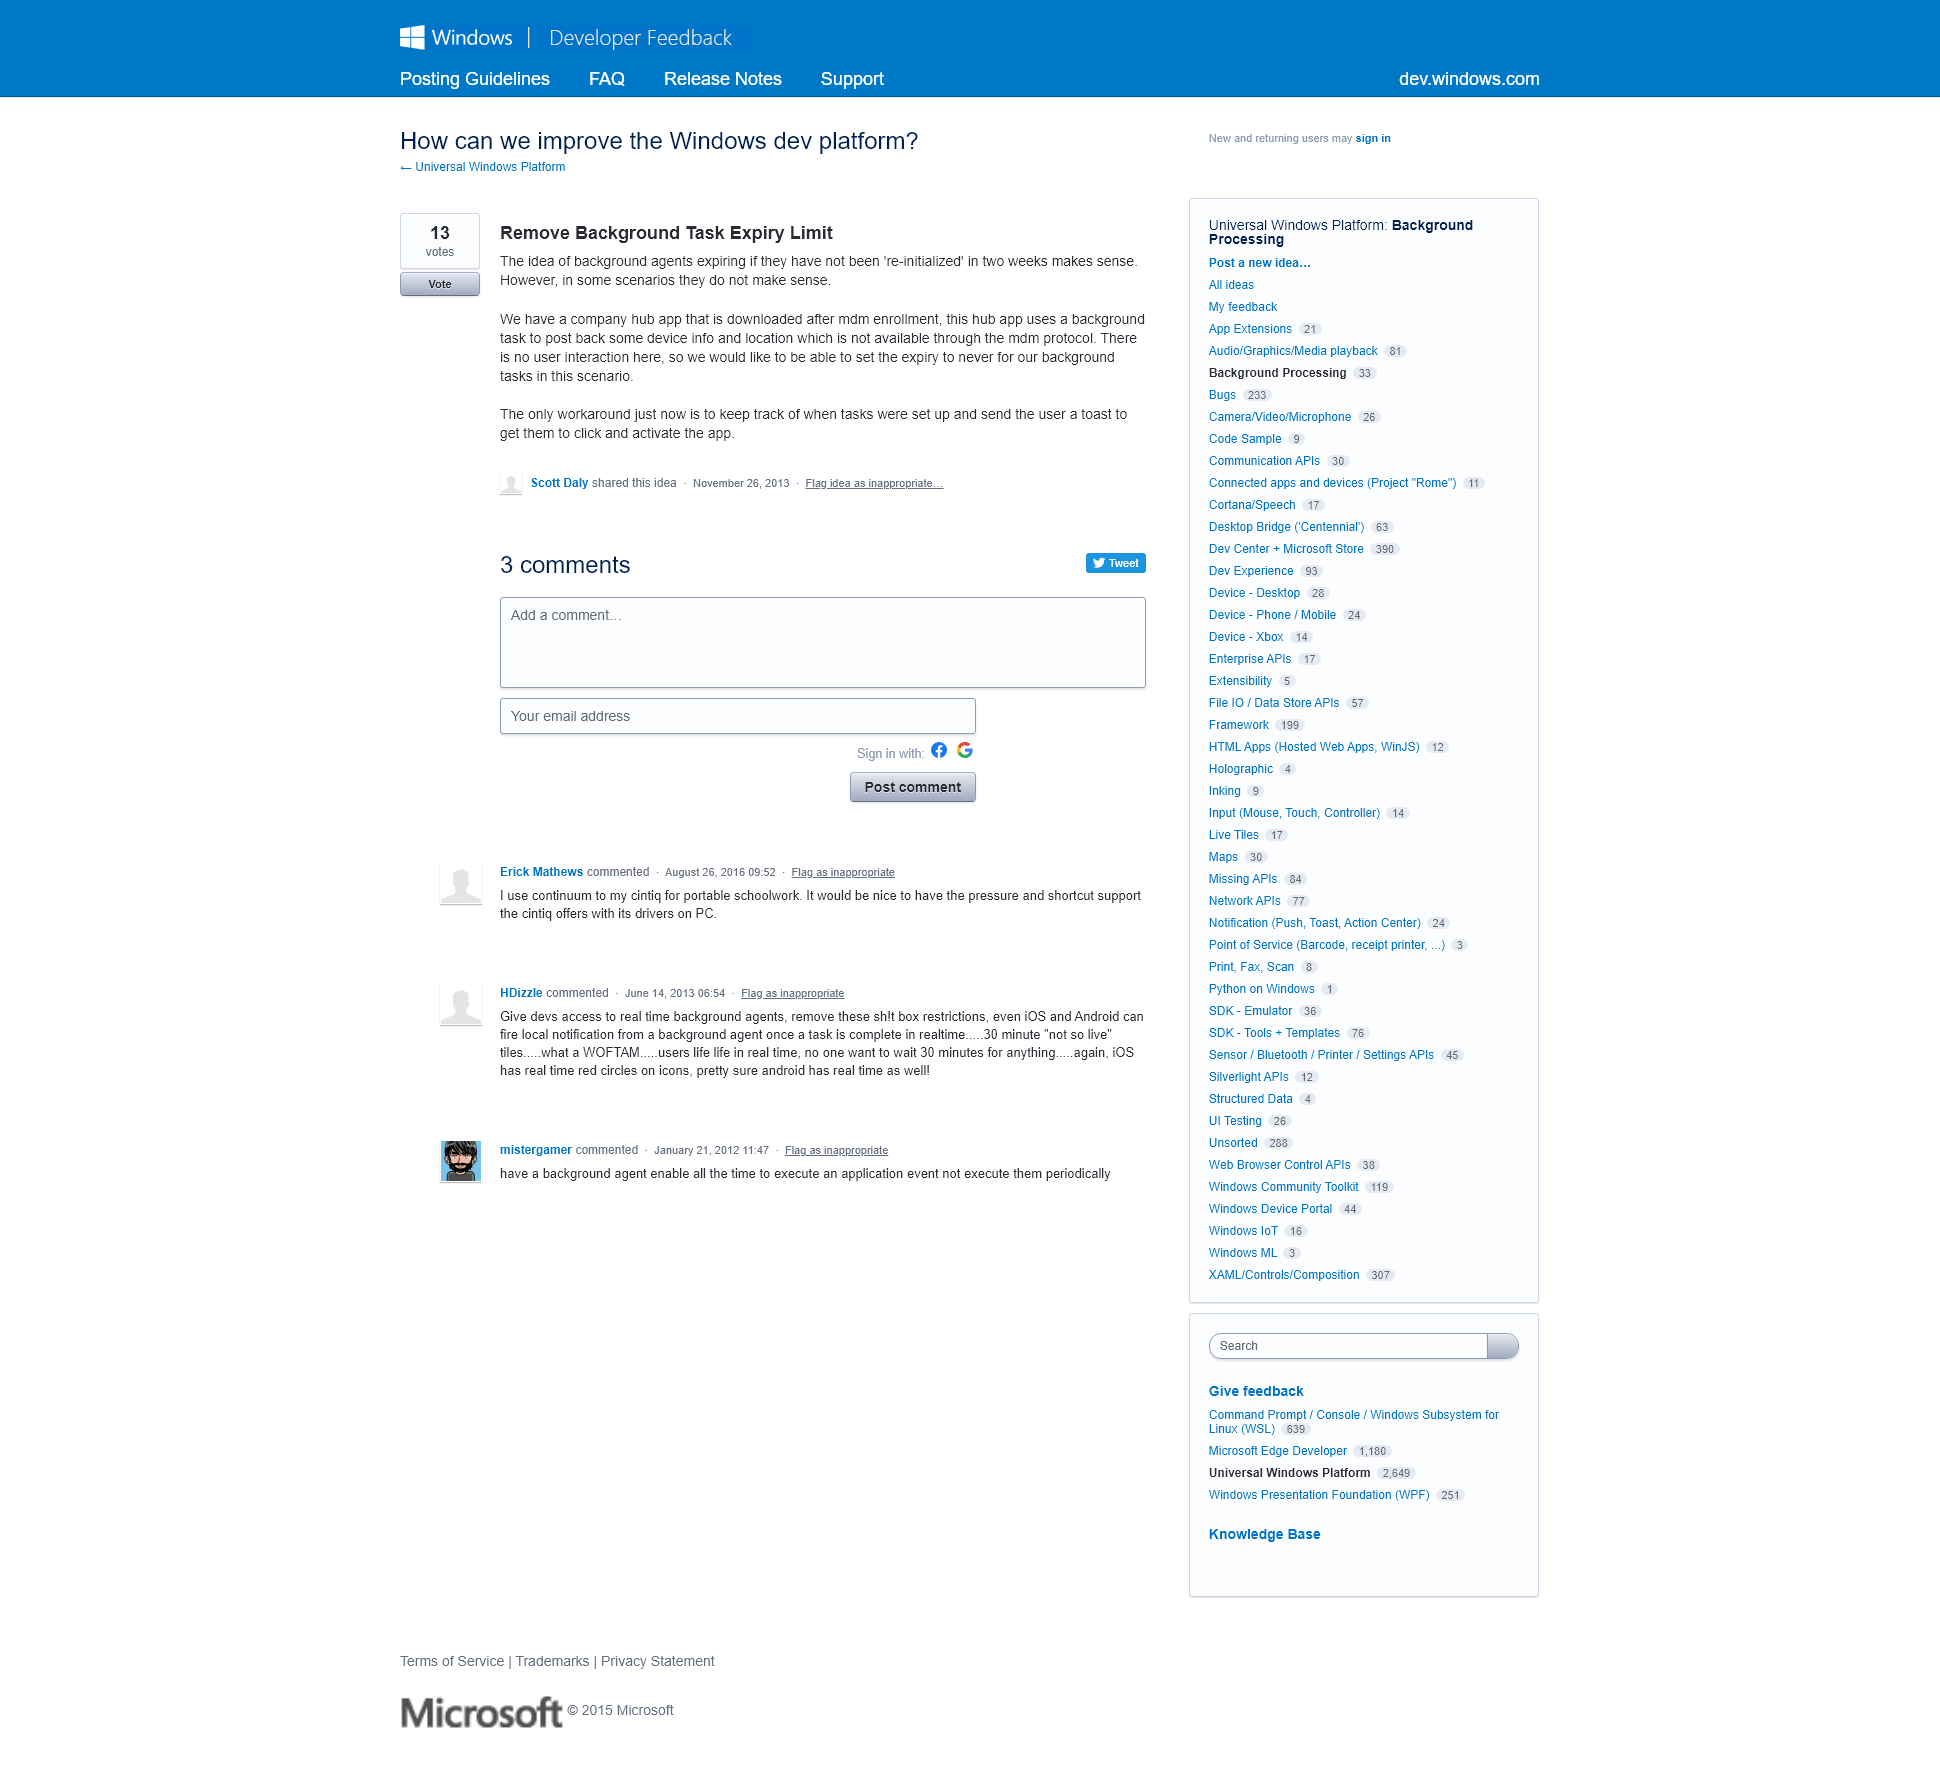 Windows | Developer Feedback
Posting Guidelines FAQ Release Notes Support dev.windows.com
How can we improve the Windows dev platform?
← Universal Windows Platform
New and returning users may sign in
13
votes
Vote
Remove Background Task Expiry Limit
The idea of background agents expiring if they have not been 're-initialized' in two weeks makes sense.
However, in some scenarios they do not make sense.
We have a company hub app that is downloaded after mdm enrollment, this hub app uses a background
task to post back some device info and location which is not available through the mdm protocol. There
is no user interaction here, so we would like to be able to set the expiry to never for our background
tasks in this scenario.
The only workaround just now is to keep track of when tasks were set up and send the user a toast to
get them to click and activate the app.
Scott Daly shared this idea · November 26, 2013 · Flag idea as inappropriate…
3 comments
Tweet
Add a comment…
Your email address
Sign in with:
Post comment
Erick Mathews commented · August 26, 2016 09:52 · Flag as inappropriate
I use continuum to my cintiq for portable schoolwork. It would be nice to have the pressure and shortcut support
the cintiq offers with its drivers on PC.
HDizzle commented · June 14, 2013 06:54 · Flag as inappropriate
Give devs access to real time background agents, remove these sh!t box restrictions, even iOS and Android can
fire local notification from a background agent once a task is complete in realtime.....30 minute "not so live"
tiles.....what a WOFTAM.....users life life in real time, no one want to wait 30 minutes for anything.....again, iOS
has real time red circles on icons, pretty sure android has real time as well!
mistergamer commented · January 21, 2012 11:47 · Flag as inappropriate
have a background agent enable all the time to execute an application event not execute them periodically
Universal Windows Platform: Background
Processing
Post a new idea…
All ideas
My feedback
App Extensions 21
Audio/Graphics/Media playback 81
Background Processing 33
Bugs 233
Camera/Video/Microphone 26
Code Sample 9
Communication APIs 30
Connected apps and devices (Project "Rome") 11
Cortana/Speech 17
Desktop Bridge ('Centennial') 63
Dev Center + Microsoft Store 390
Dev Experience 93
Device - Desktop 28
Device - Phone / Mobile 24
Device - Xbox 14
Enterprise APIs 17
Extensibility 5
File IO / Data Store APIs 57
Framework 199
HTML Apps (Hosted Web Apps, WinJS) 12
Holographic 4
Inking 9
Input (Mouse, Touch, Controller) 14
Live Tiles 17
Maps 30
Missing APIs 84
Network APIs 77
Notification (Push, Toast, Action Center) 24
Point of Service (Barcode, receipt printer, ...) 3
Print, Fax, Scan 8
Python on Windows 1
SDK - Emulator 36
SDK - Tools + Templates 76
Sensor / Bluetooth / Printer / Settings APIs 45
Silverlight APIs 12
Structured Data 4
UI Testing 26
Unsorted 288
Web Browser Control APIs 38
Windows Community Toolkit 119
Windows Device Portal 44
Windows IoT 16
Windows ML 3
XAML/Controls/Composition 307
Search
Give feedback
Command Prompt / Console / Windows Subsystem for
Linux (WSL) 639
Microsoft Edge Developer 1,180
Universal Windows Platform 2,649
Windows Presentation Foundation (WPF) 251
Knowledge Base
Terms of Service | Trademarks | Privacy Statement
Microsoft © 2015 Microsoft